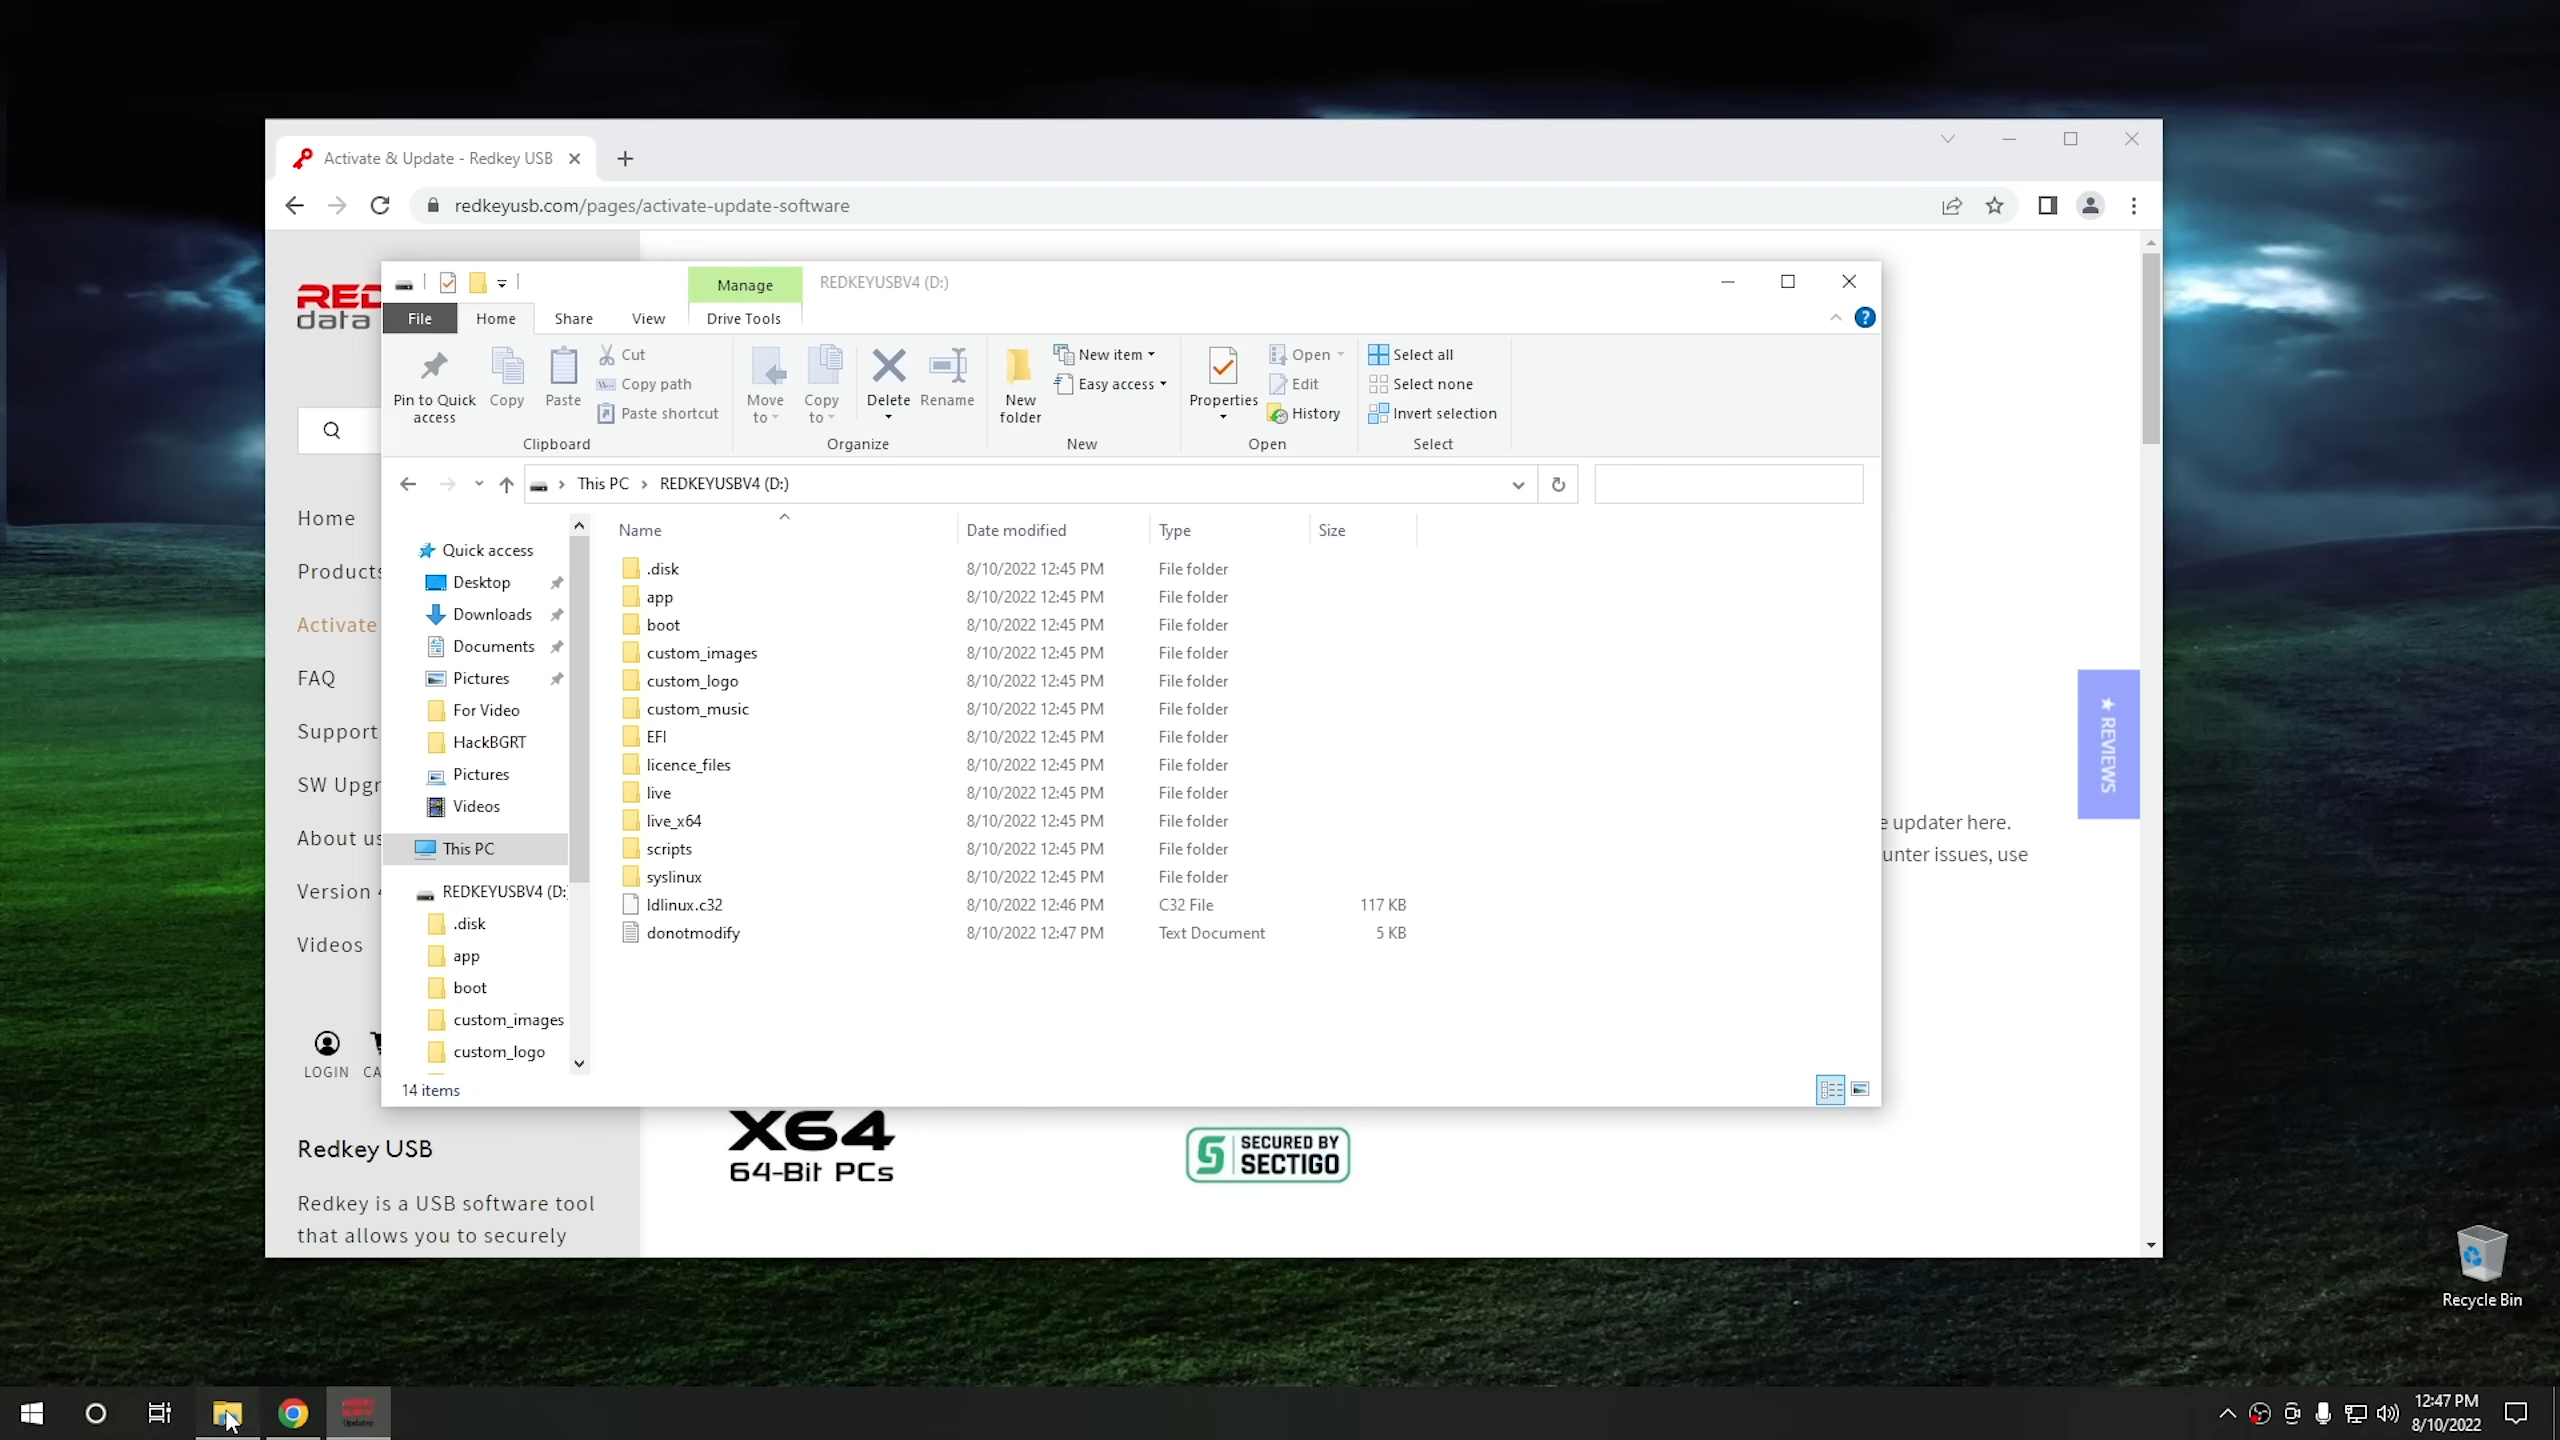 Activate & Update - Redkey USB
redkeyusb.com/pages/activate-update-software
RED
data
Home
Products
Activate
FAQ
Support
SW Upgr
About us
Version
Videos
LOGIN CA
Redkey USB
Redkey is a USB software tool
that allows you to securely
Manage REDKEYUSBV4 (D:)
File Home Share View Drive Tools
Pin to Quick access
Copy
Paste
Cut
Copy path
Paste shortcut
Clipboard
Move to
Copy to
Delete
Rename
Organize
New folder
New item
Easy access
New
Properties
Open
Edit
History
Open
Select all
Select none
Invert selection
Select
This PC REDKEYUSBV4 (D:)
Quick access
Desktop
Downloads
Documents
Pictures
For Video
HackBGRT
Pictures
Videos
This PC
REDKEYUSBV4 (D:
.disk
app
boot
custom_images
custom_logo
Name Date modified Type Size
.disk 8/10/2022 12:45 PM File folder
app 8/10/2022 12:45 PM File folder
boot 8/10/2022 12:45 PM File folder
custom_images 8/10/2022 12:45 PM File folder
custom_logo 8/10/2022 12:45 PM File folder
custom_music 8/10/2022 12:45 PM File folder
EFI 8/10/2022 12:45 PM File folder
licence_files 8/10/2022 12:45 PM File folder
live 8/10/2022 12:45 PM File folder
live_x64 8/10/2022 12:45 PM File folder
scripts 8/10/2022 12:45 PM File folder
syslinux 8/10/2022 12:45 PM File folder
ldlinux.c32 8/10/2022 12:46 PM C32 File 117 KB
donotmodify 8/10/2022 12:47 PM Text Document 5 KB
14 items
e updater here.
unter issues, use
★ REVIEWS
X64
64-Bit PCs
SECURED BY
SECTIGO
Recycle Bin
Updater
12:47 PM
8/10/2022